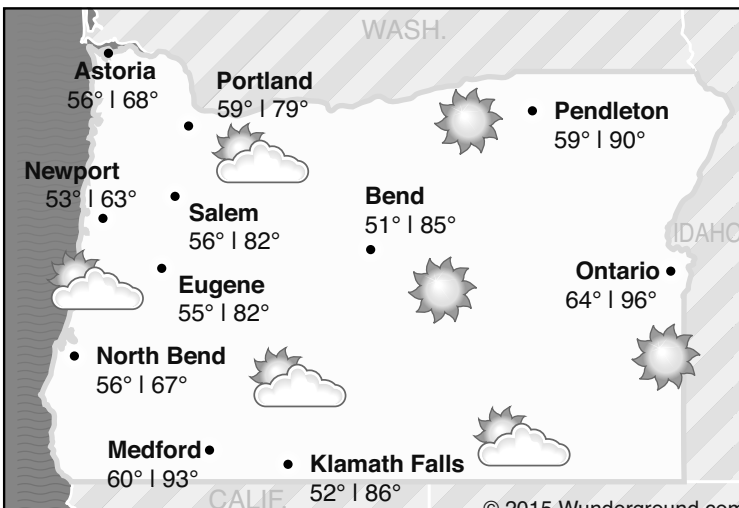 WASH.
Astoria
56° | 68°
Portland
59° | 79°
Pendleton
59° | 90°
Newport
53° | 63°
Salem
56° | 82°
Bend
51° | 85°
IDAHO
Eugene
55° | 82°
Ontario
64° | 96°
North Bend
56° | 67°
Medford
60° | 93°
Klamath Falls
52° | 86°
CALIF.
© 2015 Wunderground.com